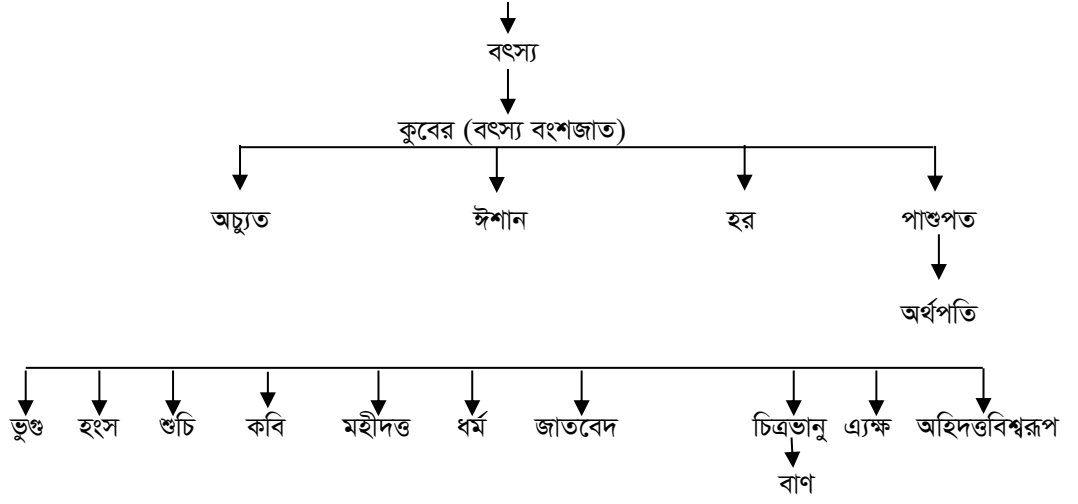 বৎস্য
কুবের (বৎস্য বংশজাত)
অচ্যুত ঈশান হর পাশুপত
অর্থপতি
ভুগু হংস শুচি কবি মহীদত্ত ধর্ম জাতবেদ চিত্রভানু এ্যক্ষ অহিদত্তবিশ্বরূপ
বাণ